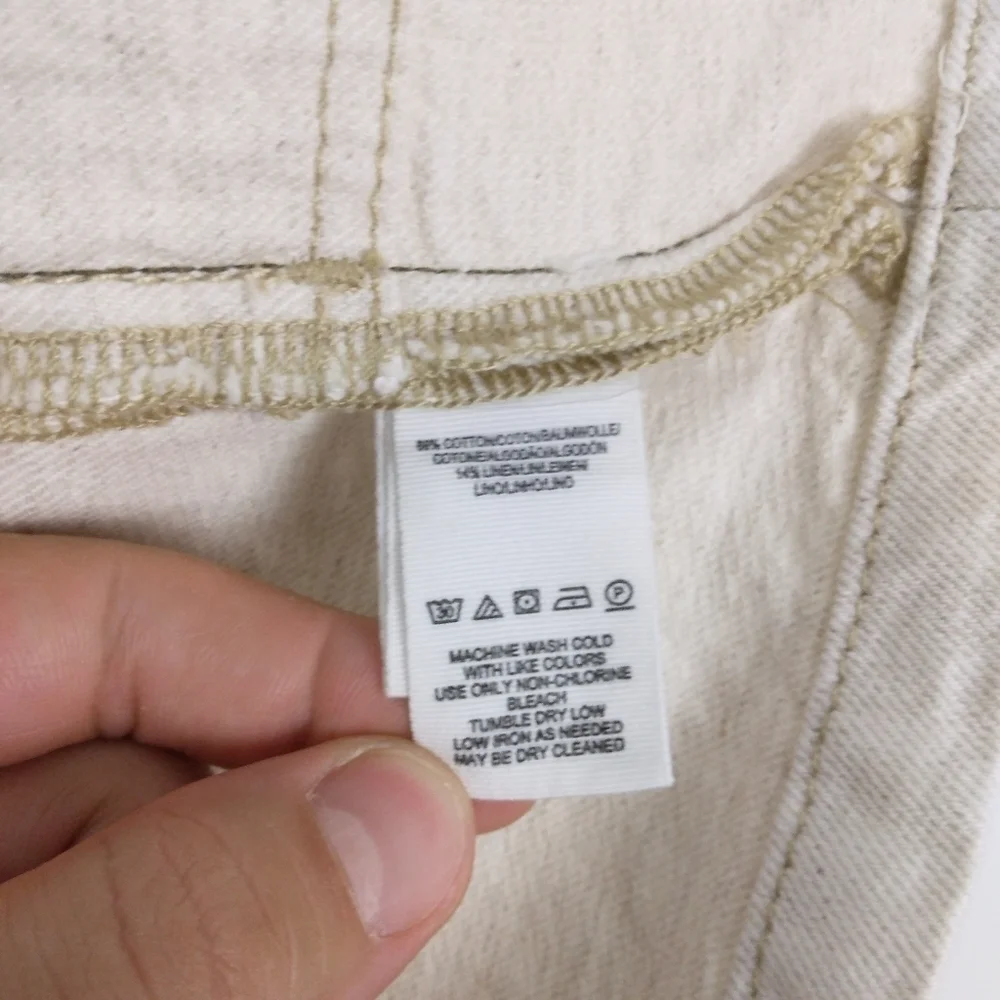 86% COTTON/COTON/BAUMWOLLE/
COTONE/ALGODÃO/ALGODÓN
14% LINEN/LIN/LEINEN/
LINO/LINHO/LINO
30 P
MACHINE WASH COLD
WITH LIKE COLORS
USE ONLY NON-CHLORINE
BLEACH
TUMBLE DRY LOW
LOW IRON AS NEEDED
MAY BE DRY CLEANED